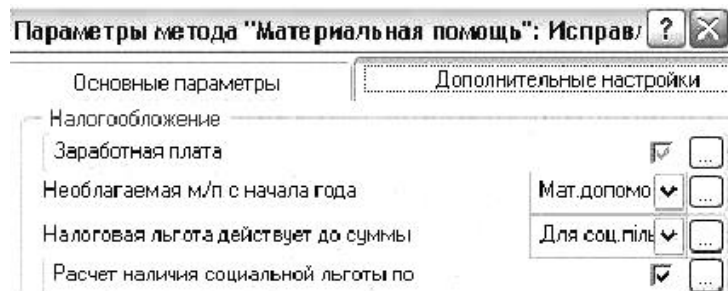 Параметры метода "Материальная помощь": Исправ
Основные параметры
Дополнительные настройки
Налогообложение
Заработная плата ...
Необлагаемая м/п с начала года Мат.допомо ...
Налоговая льгота действует до суммы Для соц.піль ...
Расчет наличия социальной льготы по ...